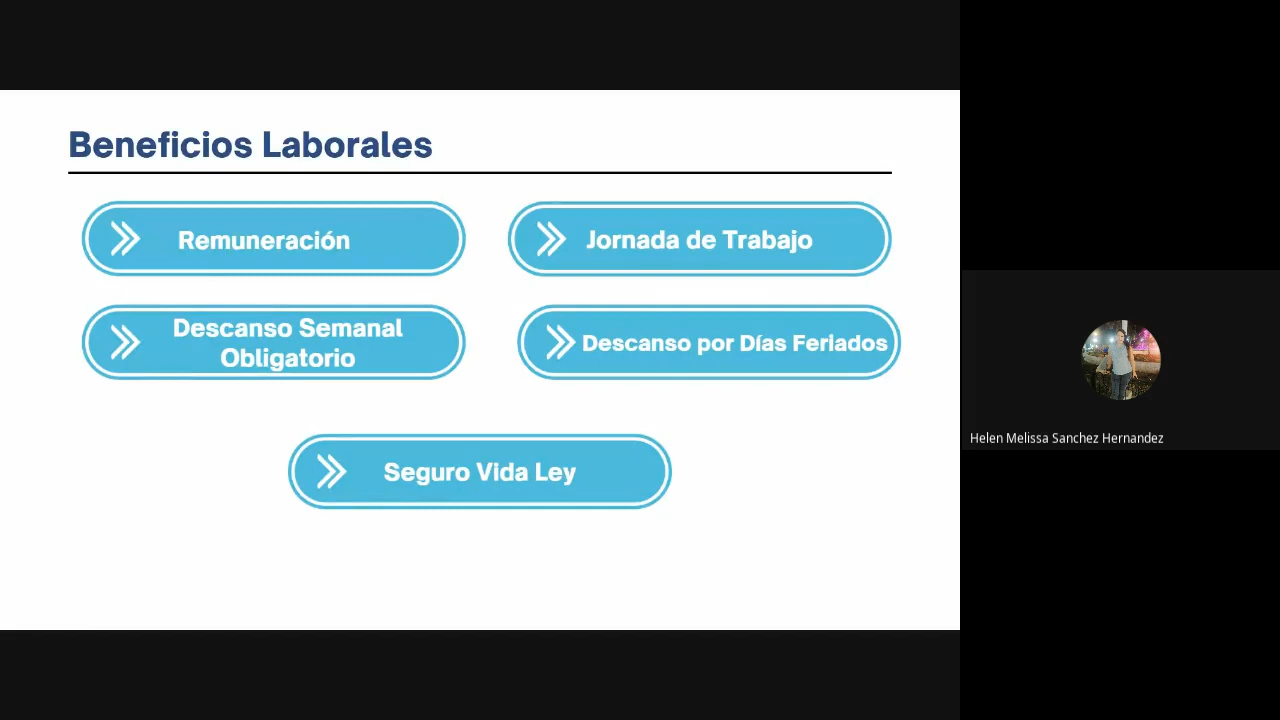 Beneficios Laborales
Remuneración
Jornada de Trabajo
Descanso Semanal
Obligatorio
Descanso por Días Feriados
Seguro Vida Ley
Helen Melissa Sanchez Hernandez